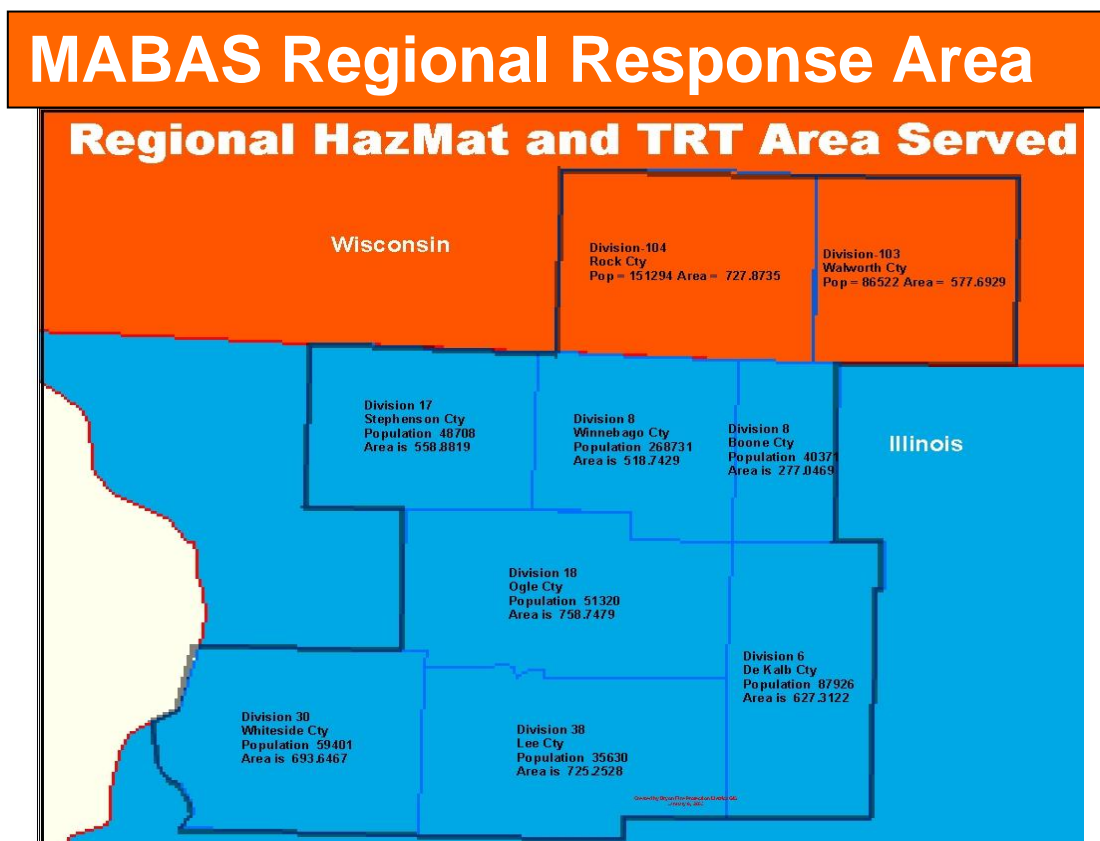 MABAS Regional Response Area
Regional HazMat and TRT Area Served
Wisconsin
Division-104
Rock Cty
Pop = 151294 Area = 727.8735
Division-103
Walworth Cty
Pop = 86522 Area = 577.6929
Division 17
Stephenson Cty
Population 48708
Area is 558.8819
Division 8
Winnebago Cty
Population 268731
Area is 518.7429
Division 8
Boone Cty
Population 40371
Area is 277.0469
Illinois
Division 18
Ogle Cty
Population 51320
Area is 758.7479
Division 6
De Kalb Cty
Population 87926
Area is 627.3122
Division 30
Whiteside Cty
Population 59401
Area is 693.6467
Division 38
Lee Cty
Population 35630
Area is 725.2528